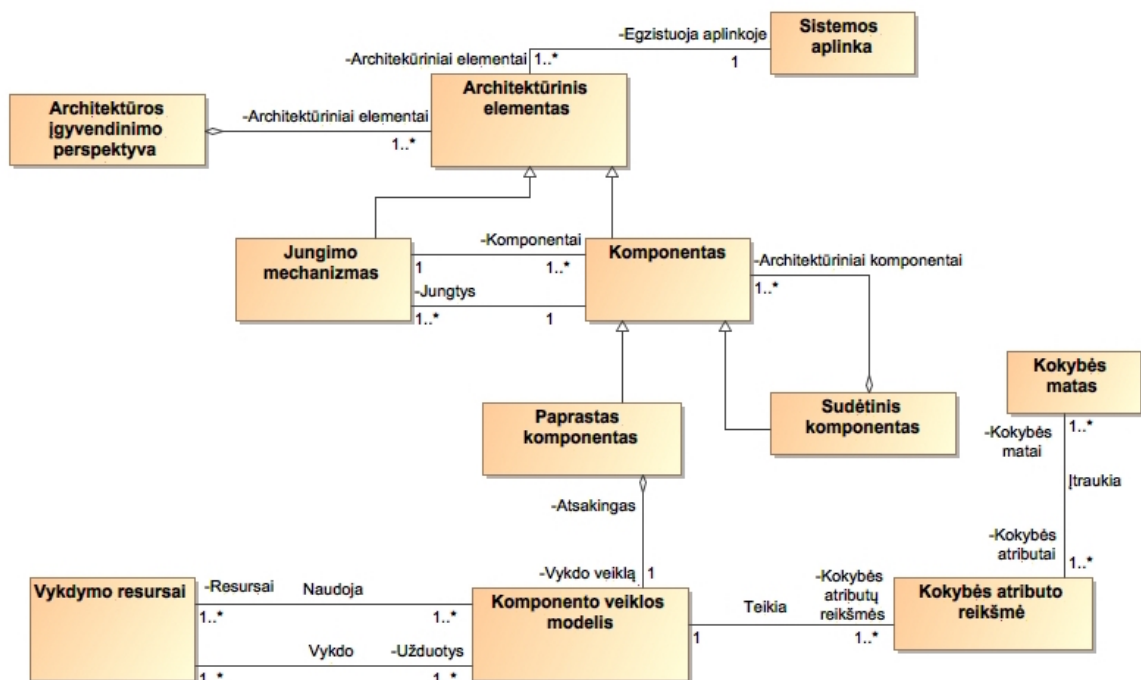 -Egzistuoja aplinkoje
Sistemos
aplinka
-Architekūriniai elementai
1..*
1
Architektūrinis
elementas
Architektūros
įgyvendinimo
perspektyva
-Architektūriniai elementai
1..*
Jungimo
mechanizmas
-Komponentai
1
1..*
Komponentas
-Architektūriniai komponentai
1..*
-Jungtys
1..*
1
Kokybės
matas
Paprastas
komponentas
Sudėtinis
komponentas
1..*
-Kokybės
matai
Įtraukia
-Atsakingas
-Kokybės
atributai
1..*
-Vykdo veiklą
1
Vykdymo resursai
-Resursai
Naudoja
1..*
1..*
Komponento veiklos
modelis
Teikia
-Kokybės
atributų
reikšmės
1
1..*
Kokybės atributo
reikšmė
Vykdo
-Užduotys
1..*
1..*